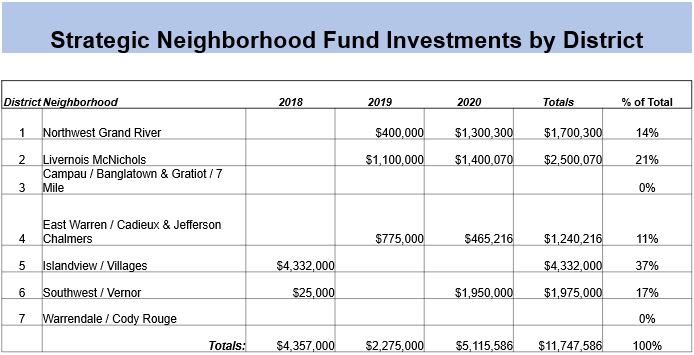 Strategic Neighborhood Fund Investments by District
District Neighborhood 2018 2019 2020 Totals % of Total
1 Northwest Grand River $400,000 $1,300,300 $1,700,300 14%
2 Livernois McNichols $1,100,000 $1,400,070 $2,500,070 21%
Campau / Banglatown & Gratiot / 7
3 Mile 0%
East Warren / Cadieux & Jefferson
4 Chalmers $775,000 $465,216 $1,240,216 11%
5 Islandview / Villages $4,332,000 $4,332,000 37%
6 Southwest / Vernor $25,000 $1,950,000 $1,975,000 17%
7 Warrendale / Cody Rouge 0%
Totals: $4,357,000 $2,275,000 $5,115,586 $11,747,586 100%